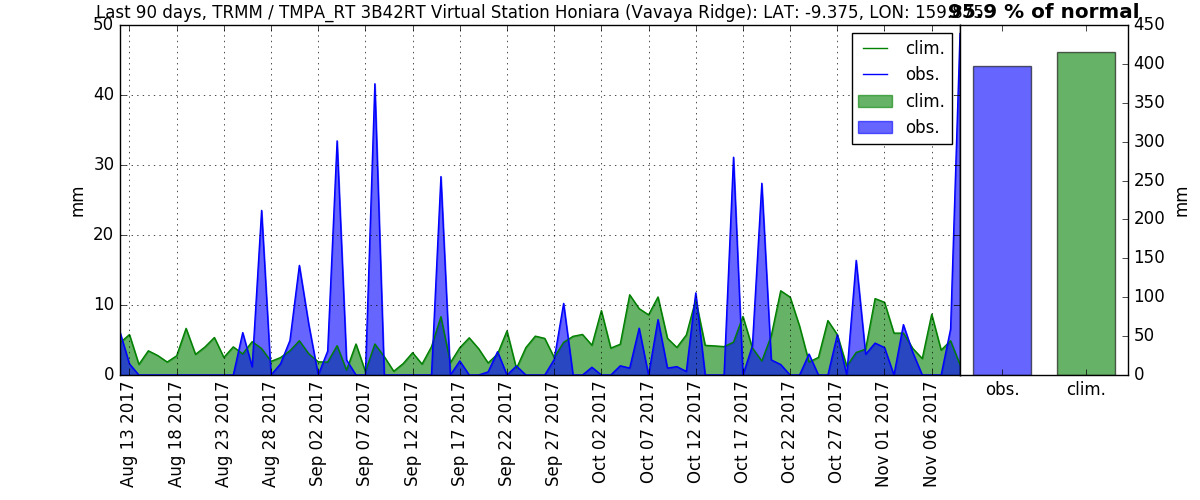 Last 90 days, TRMM / TMPA_RT 3B42RT Virtual Station Honiara (Vavaya Ridge): LAT: -9.375, LON: 159.875
95.9 % of normal
50
40
30
20
10
0
mm
clim.
obs.
clim.
obs.
450
400
350
300
250
200
150
100
50
0
mm
Aug 13 2017
Aug 18 2017
Aug 23 2017
Aug 28 2017
Sep 02 2017
Sep 07 2017
Sep 12 2017
Sep 17 2017
Sep 22 2017
Sep 27 2017
Oct 02 2017
Oct 07 2017
Oct 12 2017
Oct 17 2017
Oct 22 2017
Oct 27 2017
Nov 01 2017
Nov 06 2017
obs.
clim.